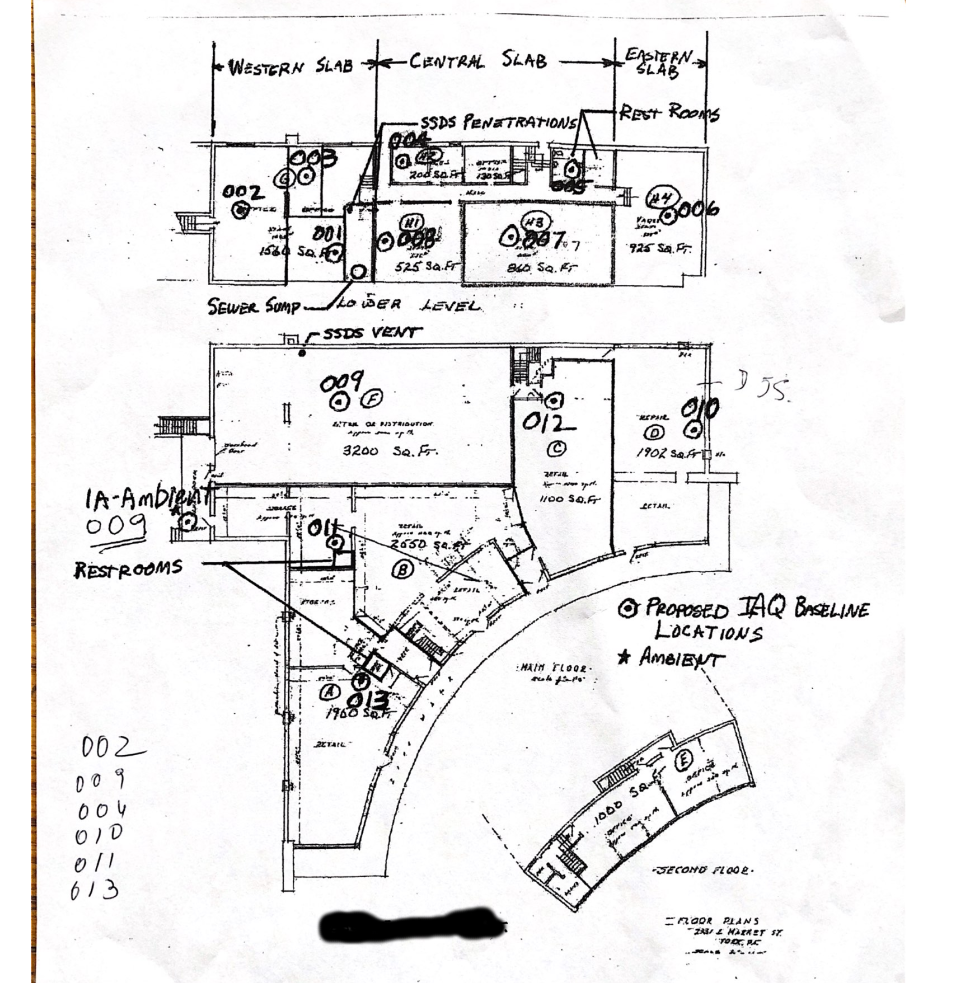 WESTERN SLAB
CENTRAL SLAB
EASTERN
SLAB
SSDS PENETRATIONS
REST ROOMS
004
H2
200 SQ.FT
OFFICE
003
G
002
OFFICE
005
HALL
H4
006
925 SQ.FT
001
1560 SQ.FT
H1
008
525 SQ.FT
H3
007
860 SQ.FT
SEWER SUMP
LOWER LEVEL
SSDS VENT
009
F
RETAIL OR DISTRIBUTION
3200 SQ.FT.
012
C
RETAIL
1100 SQ.FT
010
REPAIR
D
1902 SQ.FT
RETAIL
D JS.
IA-AMBIENT
009
STORAGE
011
RETAIL
2650 SQ.FT
B
RETAIL
RESTROOMS
STORAGE
A
013
1900 SQ.FT
RETAIL
PROPOSED IAQ BASELINE
LOCATIONS
★ AMBIENT
MAIN FLOOR
002
009
004
010
011
013
1000 SQ.FT
OFFICE
E
OFFICE
-SECOND FLOOR-
FLOOR PLANS
MARKET ST.
YORK, PA